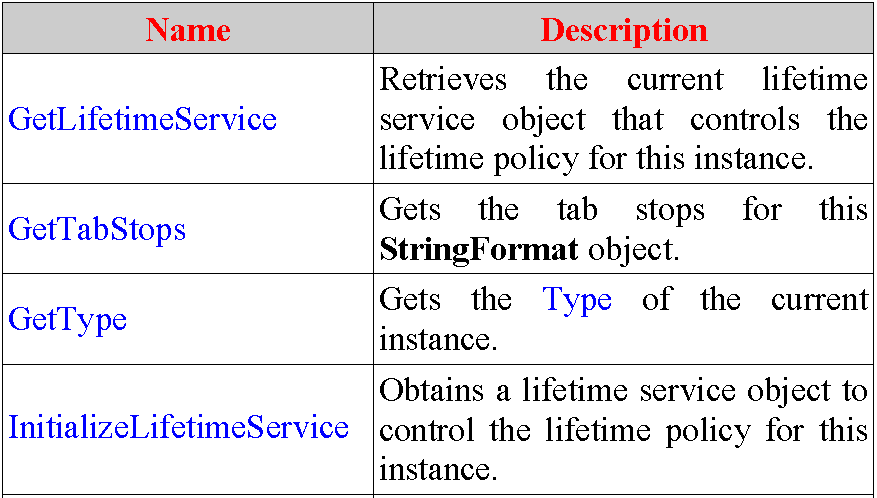 Name Description
GetLifetimeService
Retrieves the current lifetime
service object that controls the
lifetime policy for this instance.
GetTabStops
Gets the tab stops for this
StringFormat object.
GetType
Gets the Type of the current
instance.
InitializeLifetimeService
Obtains a lifetime service object to
control the lifetime policy for this
instance.